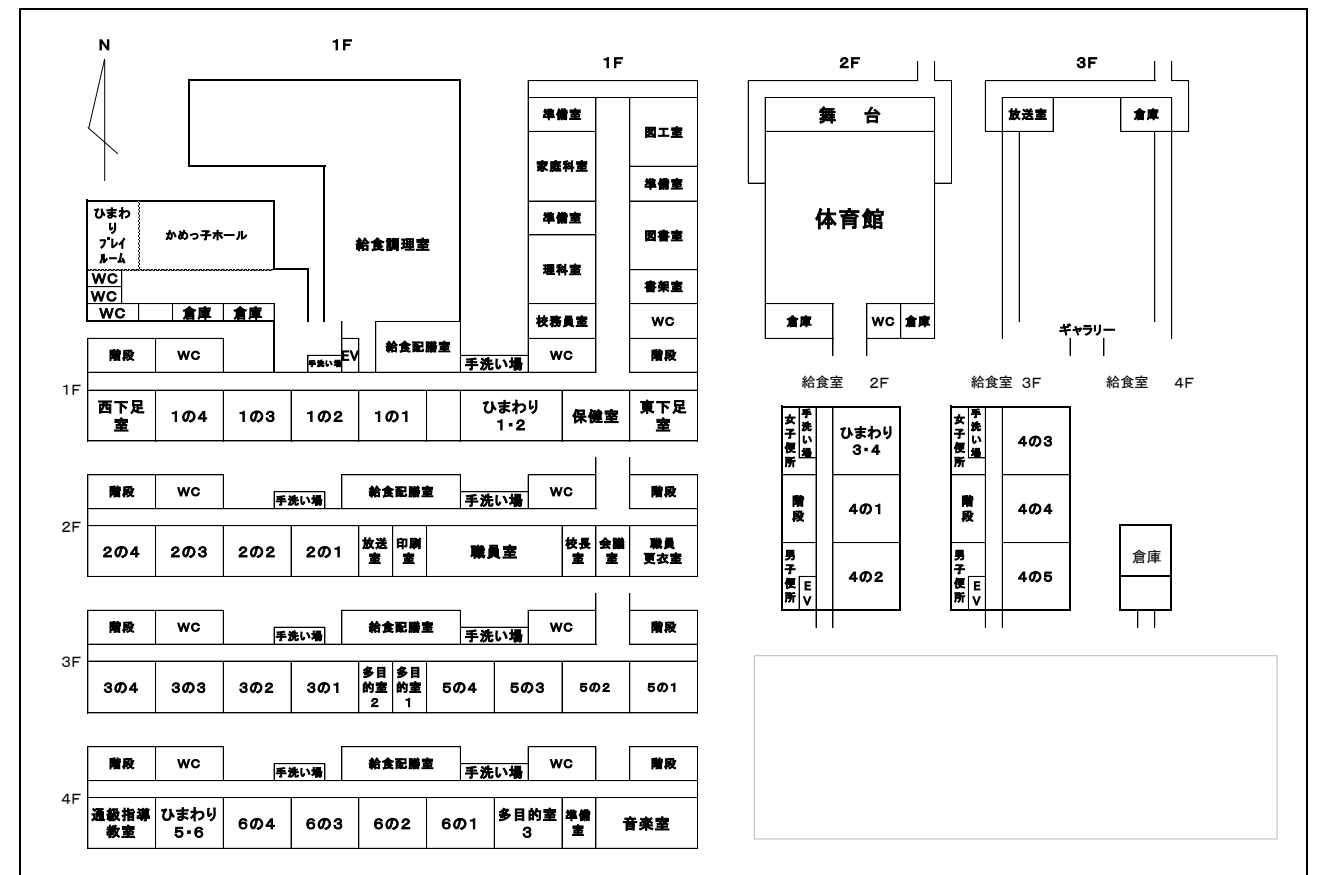 N
1F
1F
2F
3F
準備室
図工室
家庭科室
準備室
準備室
図書室
理科室
書架室
校務員室
WC
WC
階段
舞 台
体育館
倉庫
WC
倉庫
放送室
倉庫
ギャラリー
ひまわ
り
プレイ
ルーム
かめっ子ホール
給食調理室
WC
WC
WC
倉庫
倉庫
階段
WC
手洗い場
EV
給食配膳室
手洗い場
1F
西下足
室
1の4
1の3
1の2
1の1
ひまわり
1・2
保健室
東下足
室
階段
WC
手洗い場
給食配膳室
手洗い場
WC
階段
2F
2の4
2の3
2の2
2の1
放送
室
印刷
室
職員室
校長
室
会議
室
職員
更衣室
階段
WC
手洗い場
給食配膳室
手洗い場
WC
階段
3F
3の4
3の3
3の2
3の1
多目
的室
2
多目
的室
1
5の4
5の3
5の2
5の1
階段
WC
手洗い場
給食配膳室
手洗い場
WC
階段
4F
通級指導
教室
ひまわり
5・6
6の4
6の3
6の2
6の1
多目的室
3
準備
室
音楽室
給食室 2F
女子便所
手洗い場
ひまわり
3・4
階段
4の1
男子便所
EV
4の2
給食室 3F
女子便所
手洗い場
4の3
階段
4の4
男子便所
EV
4の5
給食室 4F
倉庫